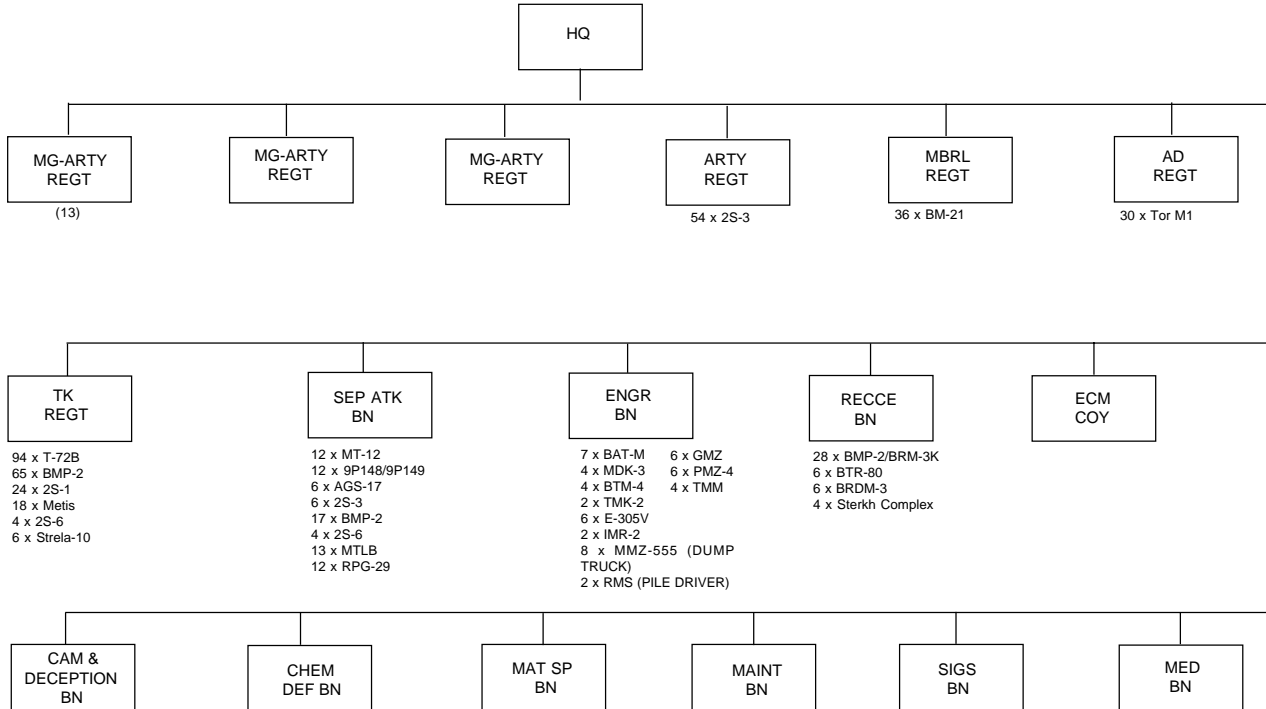 HQ
MG-ARTY
REGT
(13)
MG-ARTY
REGT
MG-ARTY
REGT
ARTY
REGT
54 x 2S-3
MBRL
REGT
36 x BM-21
AD
REGT
30 x Tor M1
TK
REGT
94 x T-72B
65 x BMP-2
24 x 2S-1
18 x Metis
4 x 2S-6
6 x Strela-10
SEP ATK
BN
12 x MT-12
12 x 9P148/9P149
6 x AGS-17
6 x 2S-3
17 x BMP-2
4 x 2S-6
13 x MTLB
12 x RPG-29
ENGR
BN
7 x BAT-M
4 x MDK-3
4 x BTM-4
2 x TMK-2
6 x E-305V
2 x IMR-2
8 x MMZ-555 (DUMP
TRUCK)
2 x RMS (PILE DRIVER)
6 x GMZ
6 x PMZ-4
4 x TMM
RECCE
BN
28 x BMP-2/BRM-3K
6 x BTR-80
6 x BRDM-3
4 x Sterkh Complex
ECM
COY
CAM &
DECEPTION
BN
CHEM
DEF BN
MAT SP
BN
MAINT
BN
SIGS
BN
MED
BN